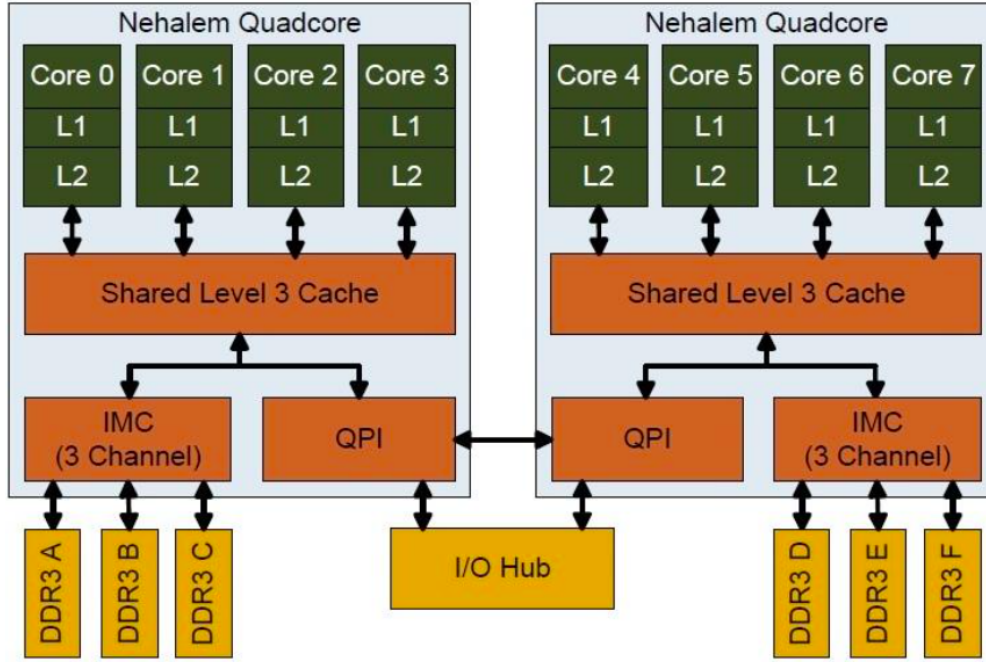 Nehalem Quadcore
Core 0 Core 1 Core 2 Core 3
L1 L1 L1 L1
L2 L2 L2 L2
Shared Level 3 Cache
IMC
(3 Channel)
QPI
DDR3 A
DDR3 B
DDR3 C
I/O Hub
Nehalem Quadcore
Core 4 Core 5 Core 6 Core 7
L1 L1 L1 L1
L2 L2 L2 L2
Shared Level 3 Cache
QPI
IMC
(3 Channel)
DDR3 D
DDR3 E
DDR3 F